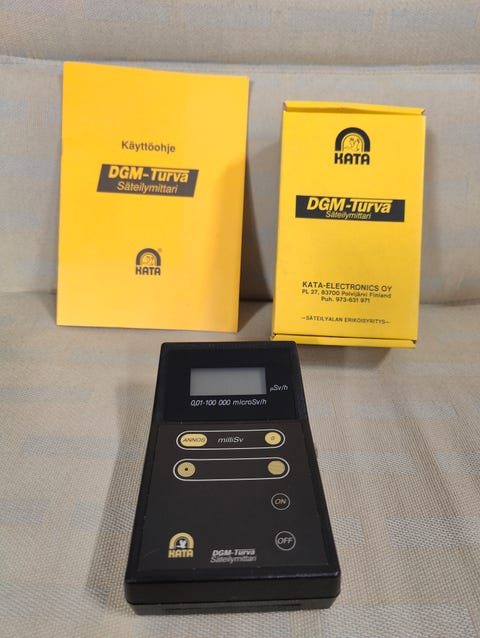 Käyttöohje
DGM-Turva
Säteilymittari
KATA
KATA
DGM-Turva
Säteilymittari
KATA-ELECTRONICS OY
PL 27, 83700 Polvijärvi Finland
Puh. 973-631 971
—SÄTEILYALAN ERIKOISYRITYS—
µSv/h
0,01-100 000 microSv/h
ANNOS milliSv d
ON
OFF
KATA
DGM-Turva
Säteilymittari